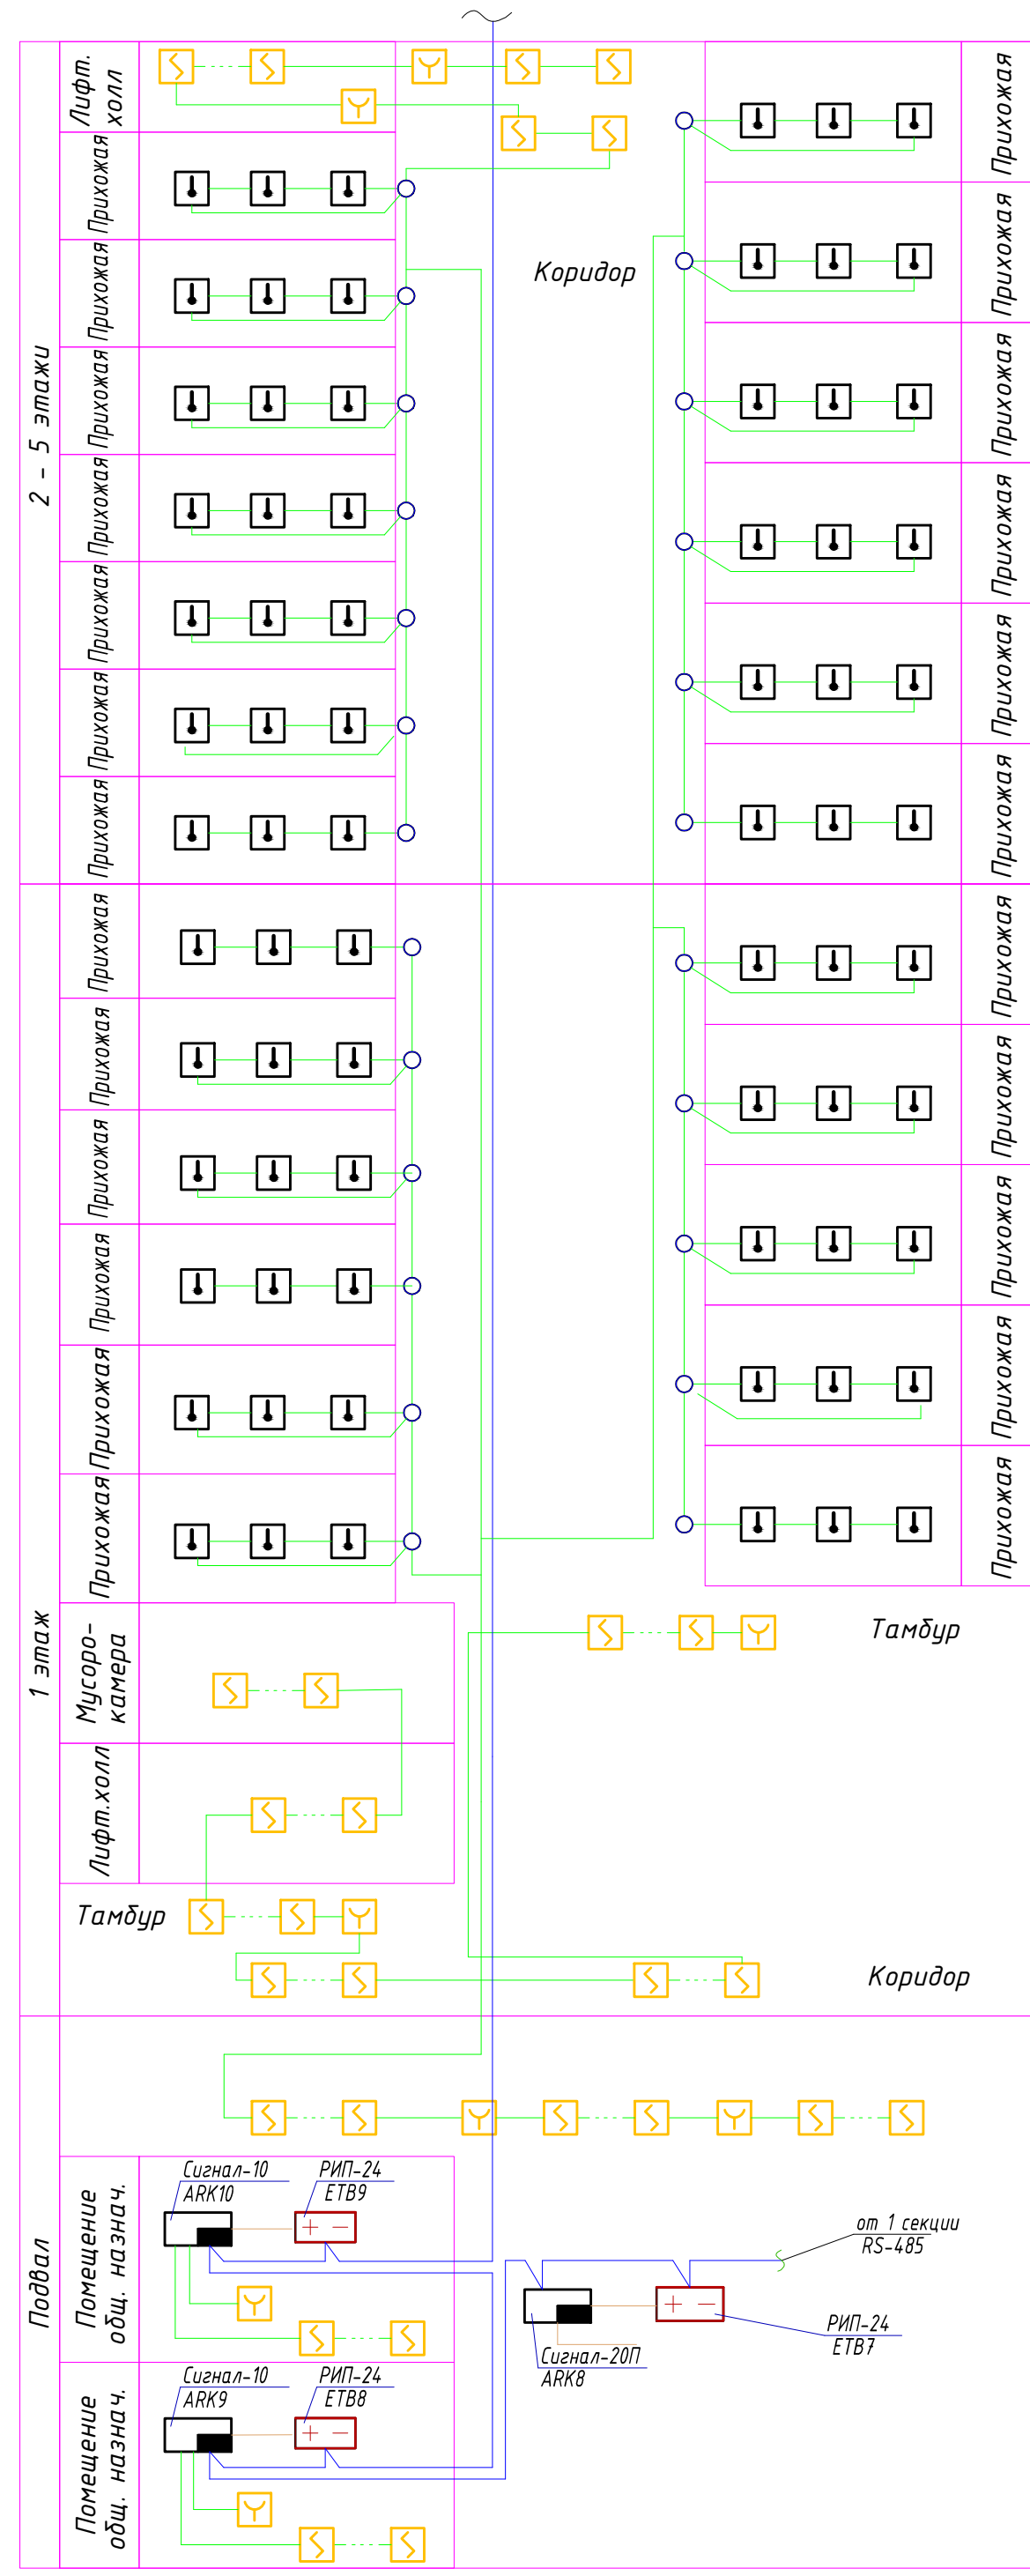 2 - 5 этажи
Лифт.
холл
Прихожая
Прихожая
Прихожая
Прихожая
Прихожая
Прихожая
Прихожая
Коридор
Прихожая
Прихожая
Прихожая
Прихожая
Прихожая
Прихожая
1 этаж
Прихожая
Прихожая
Прихожая
Прихожая
Прихожая
Прихожая
Прихожая
Прихожая
Прихожая
Прихожая
Прихожая
Мусоро-
камера
Тамбур
Лифт.холл
Тамбур
Коридор
Подвал
Помещение
общ. назнач.
Сигнал-10
ARK10
РИП-24
ETB9
от 1 секции
RS-485
РИП-24
ETB7
Сигнал-20П
ARK8
Помещение
общ. назнач.
Сигнал-10
ARK9
РИП-24
ETB8